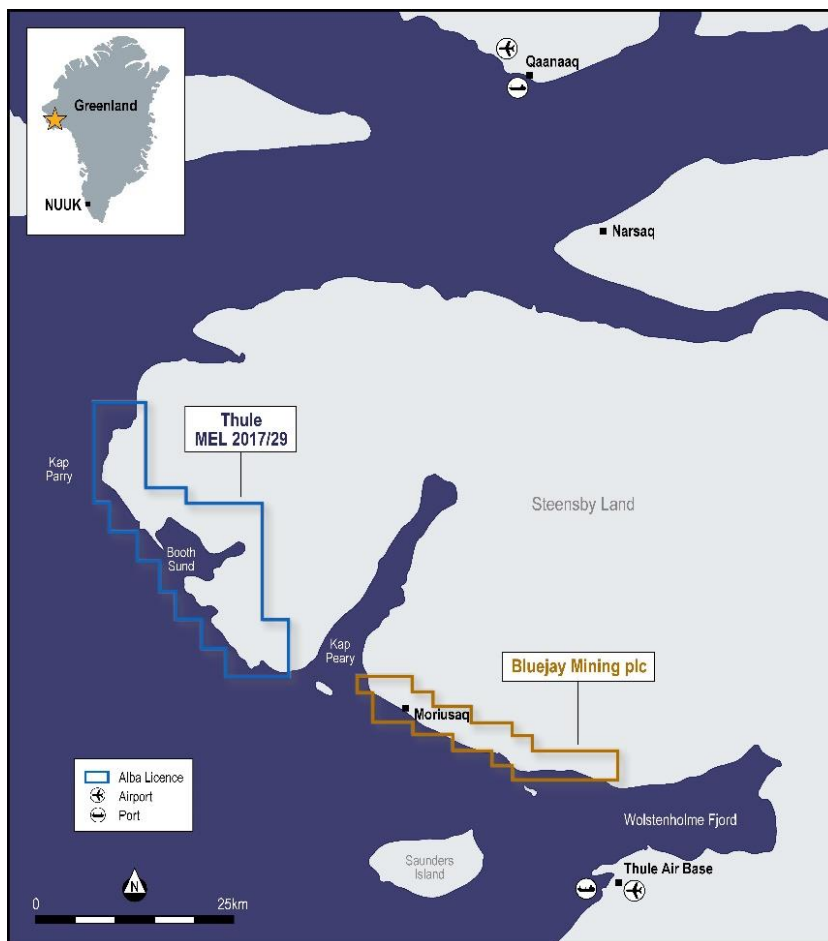 Greenland
NUUK
Qaanaaq
Narsaq
Thule
MEL 2017/29
Kap
Parry
Steensby Land
Booth
Sund
Kap
Peary
Bluejay Mining plc
Moriusaq
Alba Licence
Airport
Port
Wolstenholme Fjord
Saunders
Island
Thule Air Base
N
0
25km